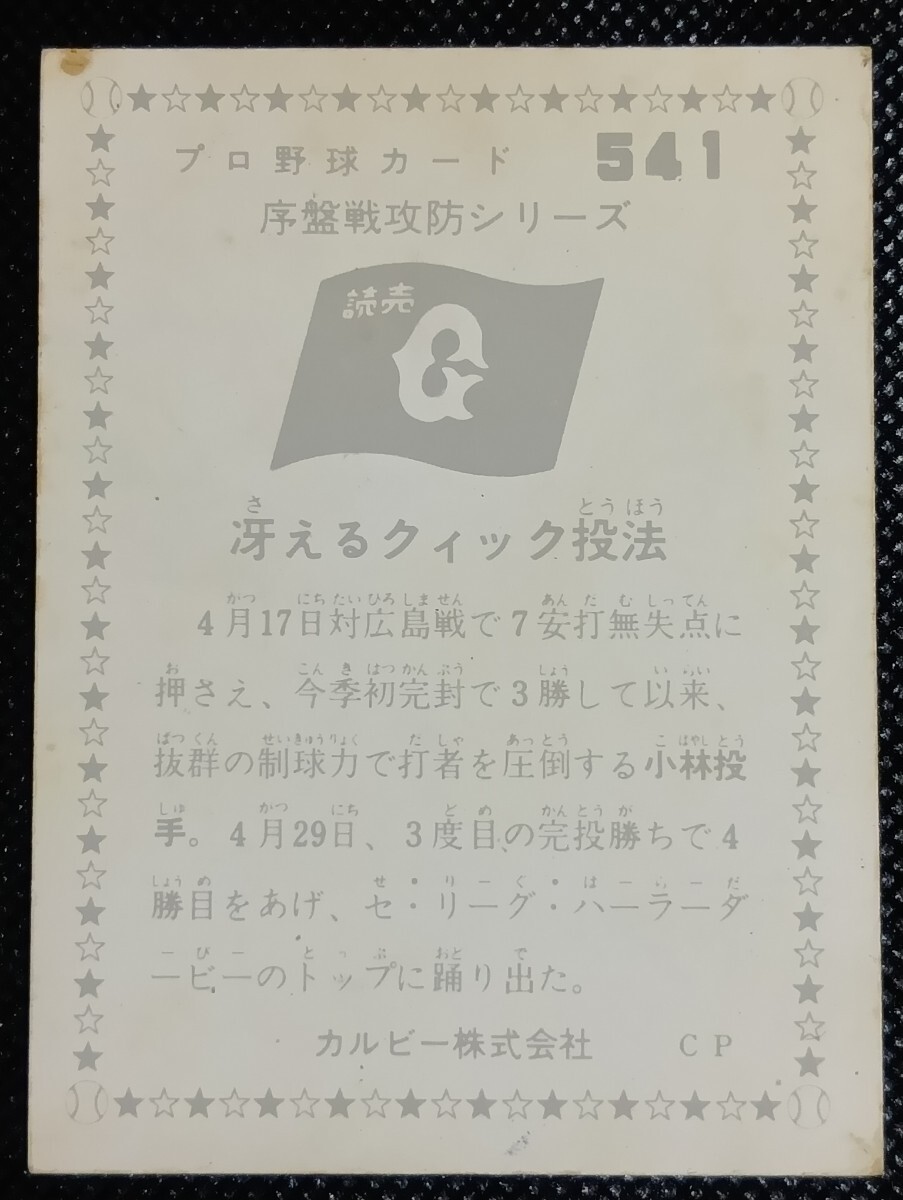 プロ野球カード 541
序盤戦攻防シリーズ
読売
G
冴えるクィック投法
4月17日対広島戦で7安打無失点に
押さえ、今季初完封で3勝して以来、
抜群の制球力で打者を圧倒する小林投
手。4月29日、3度目の完投勝ちで4
勝目をあげ、セ・リーグ・ハーラーダ
ービーのトップに踊り出た。
カルビー株式会社 CP